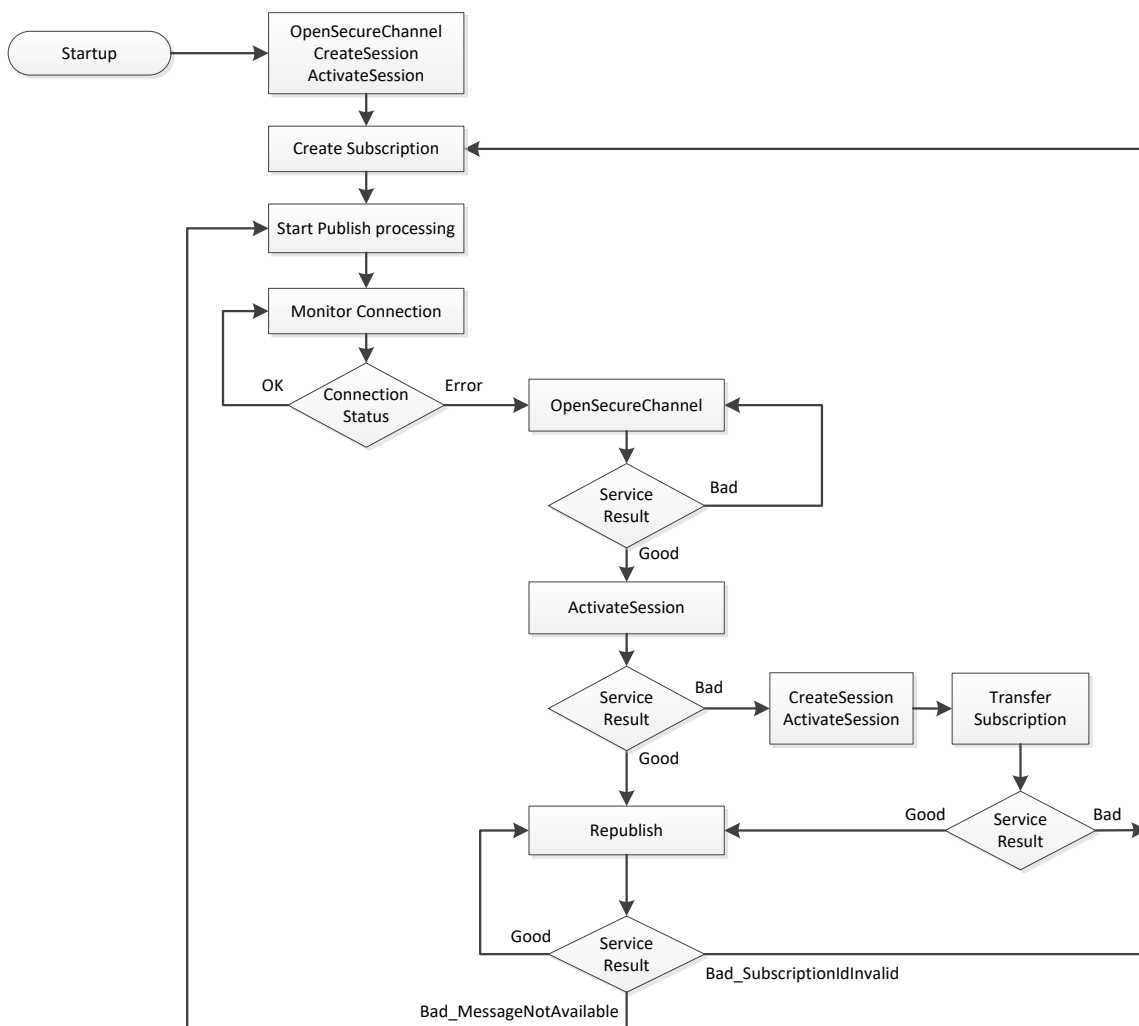 Startup
OpenSecureChannel
CreateSession
ActivateSession
Create Subscription
Start Publish processing
Monitor Connection
OK
Connection
Status
Error
OpenSecureChannel
Service
Result
Bad
Good
ActivateSession
Service
Result
Bad
CreateSession
ActivateSession
Transfer
Subscription
Good
Republish
Good
Service
Result
Bad
Good
Service
Result
Bad_SubscriptionIdInvalid
Bad_MessageNotAvailable